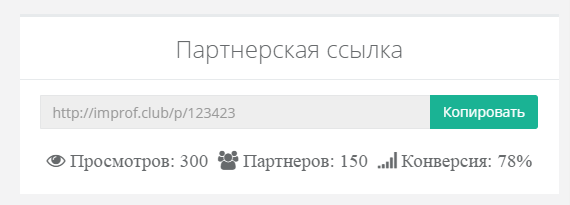 Партнерская ссылка
http://improf.club/p/123423 Копировать
Просмотров: 300 Партнеров: 150 Конверсия: 78%